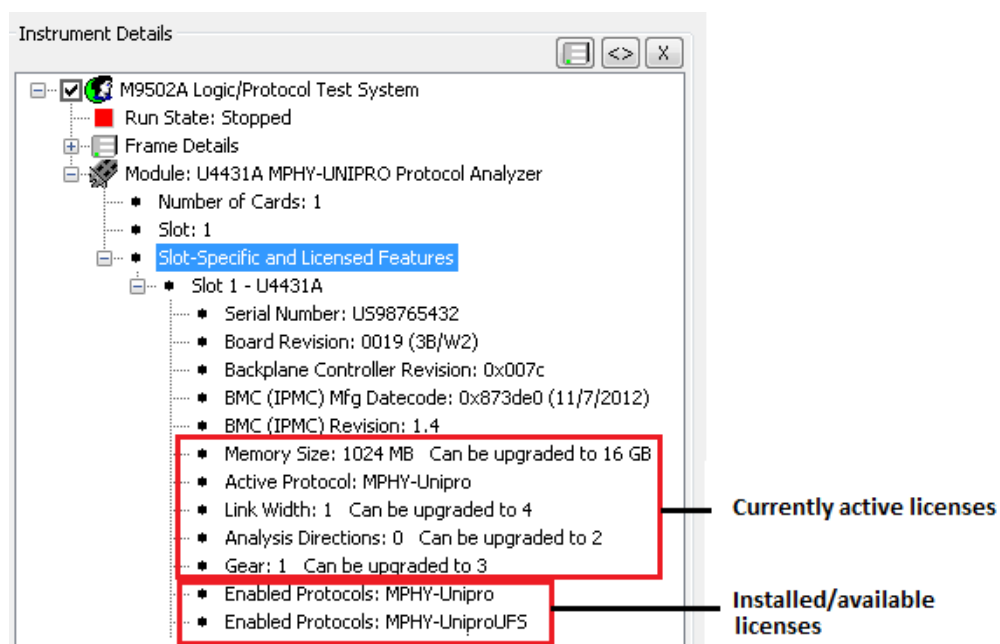 Instrument Details
<> X
M9502A Logic/Protocol Test System
Run State: Stopped
Frame Details
Module: U4431A MPHY-UNIPRO Protocol Analyzer
Number of Cards: 1
Slot: 1
Slot-Specific and Licensed Features
Slot 1 - U4431A
Serial Number: US98765432
Board Revision: 0019 (3B/W2)
Backplane Controller Revision: 0x007c
BMC (IPMC) Mfg Datecode: 0x873de0 (11/7/2012)
BMC (IPMC) Revision: 1.4
Memory Size: 1024 MB Can be upgraded to 16 GB
Active Protocol: MPHY-Unipro
Link Width: 1 Can be upgraded to 4
Analysis Directions: 0 Can be upgraded to 2
Gear: 1 Can be upgraded to 3
Enabled Protocols: MPHY-Unipro
Enabled Protocols: MPHY-UniproUFS
Currently active licenses
Installed/available
licenses